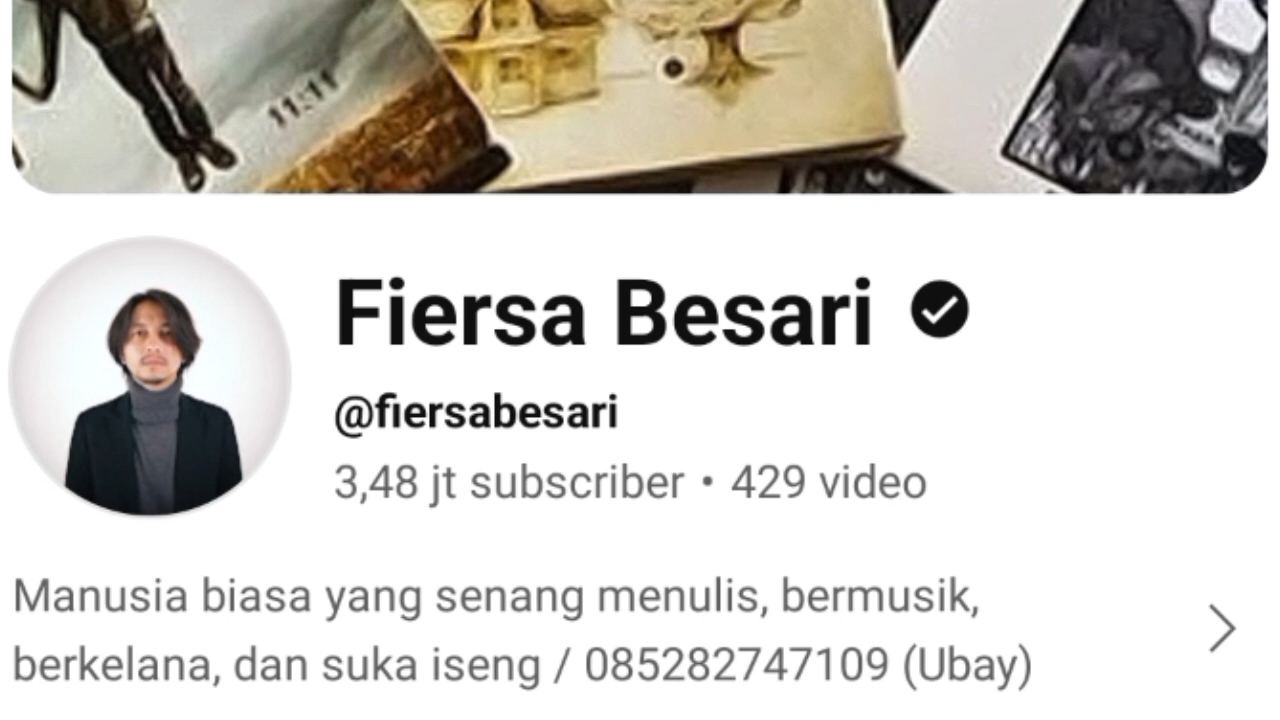 11:11
Fiersa Besari
@fiersabesari
3,48 jt subscriber • 429 video
Manusia biasa yang senang menulis, bermusik,
berkelana, dan suka iseng / 085282747109 (Ubay)